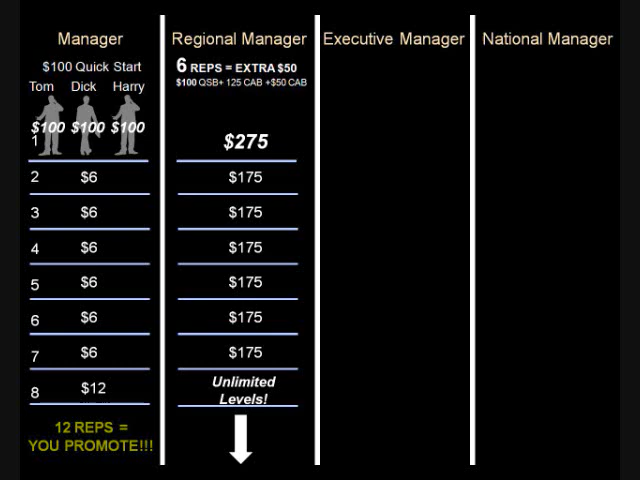 Manager
$100 Quick Start
Tom Dick Harry
$100 $100 $100
1
2 $6
3 $6
4 $6
5 $6
6 $6
7 $6
8 $12
12 REPS =
YOU PROMOTE!!!
Regional Manager
6 REPS = EXTRA $50
$100 QSB+ 125 CAB +$50 CAB
$275
$175
$175
$175
$175
$175
$175
Unlimited
Levels!
Executive Manager
National Manager